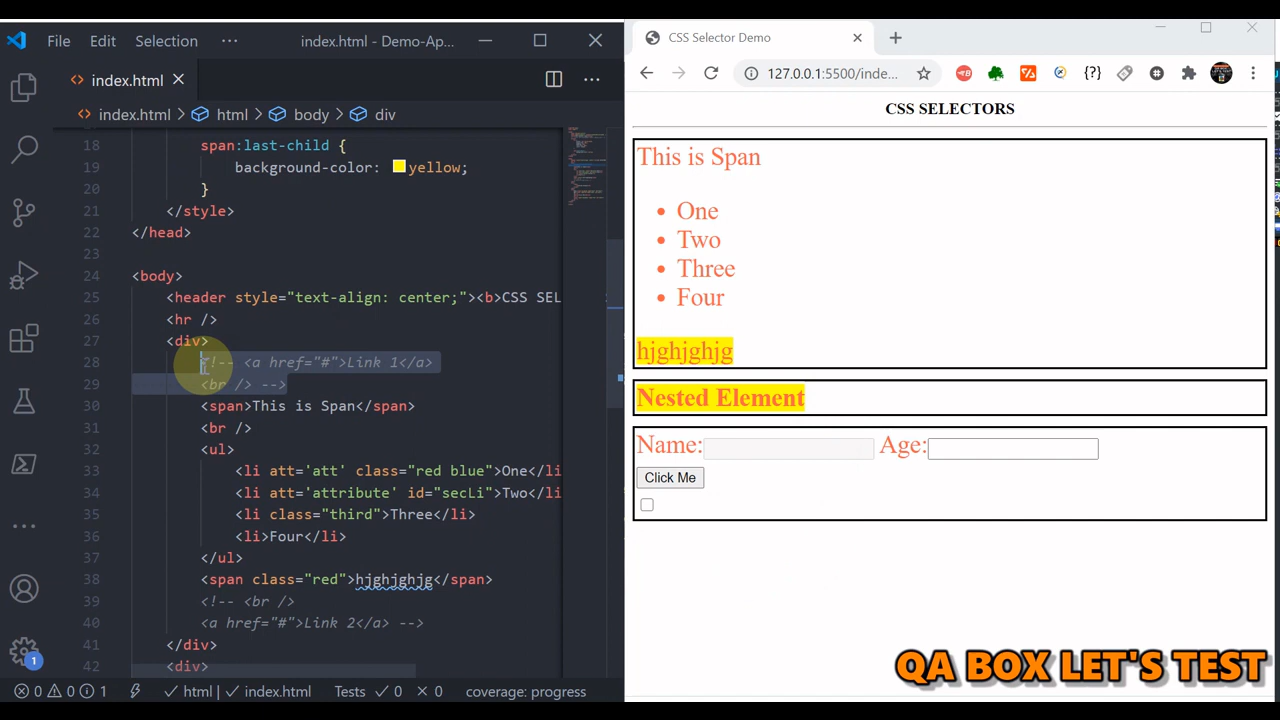 File Edit Selection ··· index.html - Demo-Ap...
index.html
index.html html body div
18 span:last-child {
19 background-color: yellow;
20 }
21 </style>
22 </head>
23
24 <body>
25 <header style="text-align: center;"><b>CSS SEL
26 <hr />
27 <div>
28 <!-- <a href="#">Link 1</a>
29 <br /> -->
30 <span>This is Span</span>
31 <br />
32 <ul>
33 <li att='att' class="red blue">One</li
34 <li att='attribute' id="secLi">Two</li
35 <li class="third">Three</li>
36 <li>Four</li>
37 </ul>
38 <span class="red">hjghjghjg</span>
39 <!-- <br />
40 <a href="#">Link 2</a> -->
41 </div>
42 <div>
1
0 0 1 html index.html Tests 0 0 coverage: progress
CSS Selector Demo
127.0.0.1:5500/inde...
CSS SELECTORS
This is Span
• One
• Two
• Three
• Four
hjghjghjg
Nested Element
Name: Age:
Click Me
QA BOX LET'S TEST